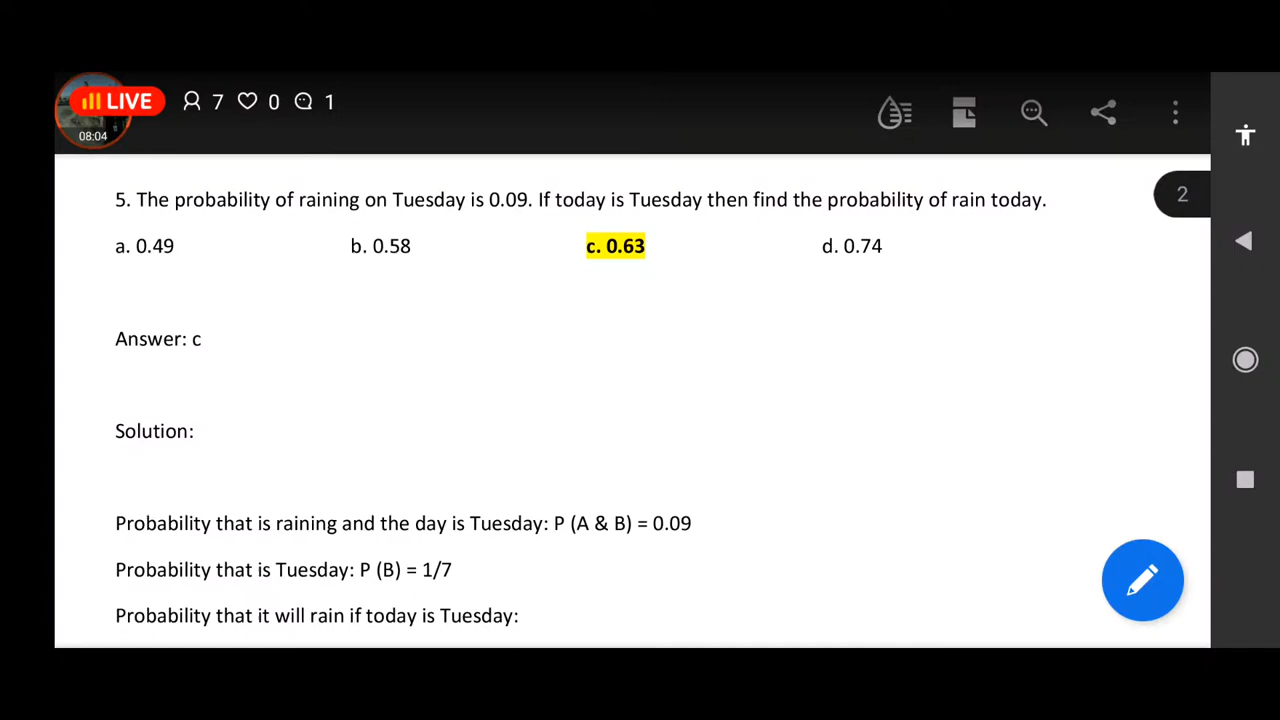 LIVE 7 0 1
08:04
2
5. The probability of raining on Tuesday is 0.09. If today is Tuesday then find the probability of rain today.
a. 0.49 b. 0.58 c. 0.63 d. 0.74
Answer: c
Solution:
Probability that is raining and the day is Tuesday: P (A & B) = 0.09
Probability that is Tuesday: P (B) = 1/7
Probability that it will rain if today is Tuesday: